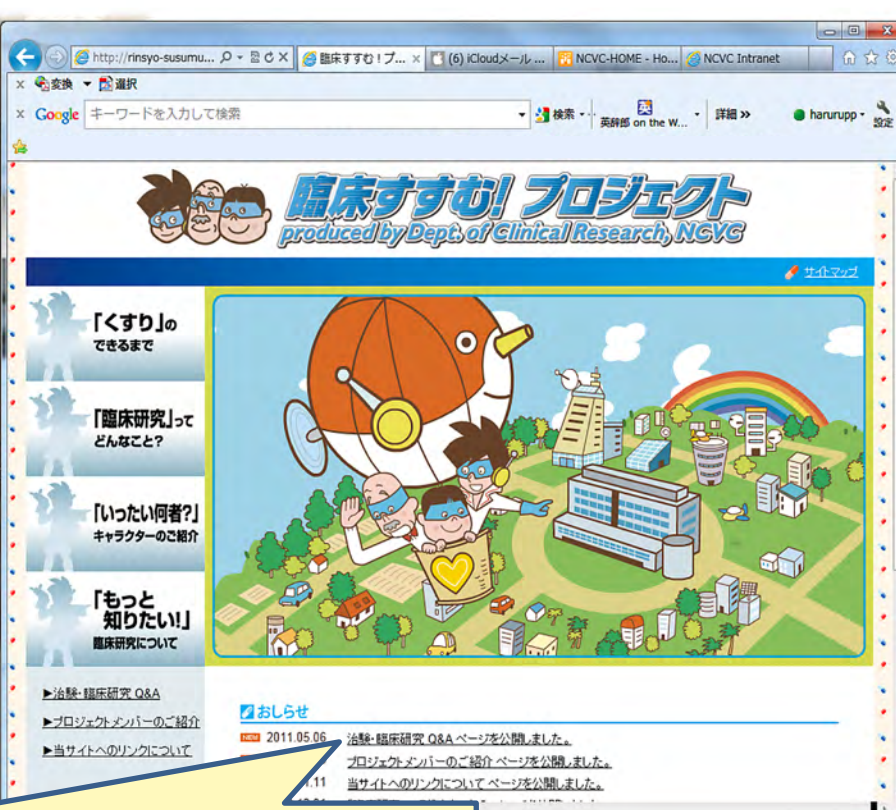 http://rinsyo-susumu...
臨床すすむ!プ...
(6) iCloudメール ...
NCVC-HOME - Ho...
NCVC Intranet
x 変換 ▼ 選択
x Google キーワードを入力して検索
検索
英
英辞郎 on the W...
詳細 »
harurupp
設定
臨床すすむ! プロジェクト
produced by Dept. of Clinical Research, NCVC
サイトマップ
「くすり」の
できるまで
「臨床研究」って
どんなこと?
「いったい何者?」
キャラクターのご紹介
「もっと
知りたい!」
臨床研究について
▶治験・臨床研究 Q&A
▶プロジェクトメンバーのご紹介
▶当サイトへのリンクについて
おしらせ
NEW 2011.05.06 治験・臨床研究 Q&A ページを公開しました。
プロジェクトメンバーのご紹介 ページを公開しました。
.11 当サイトへのリンクについて ページを公開しました。